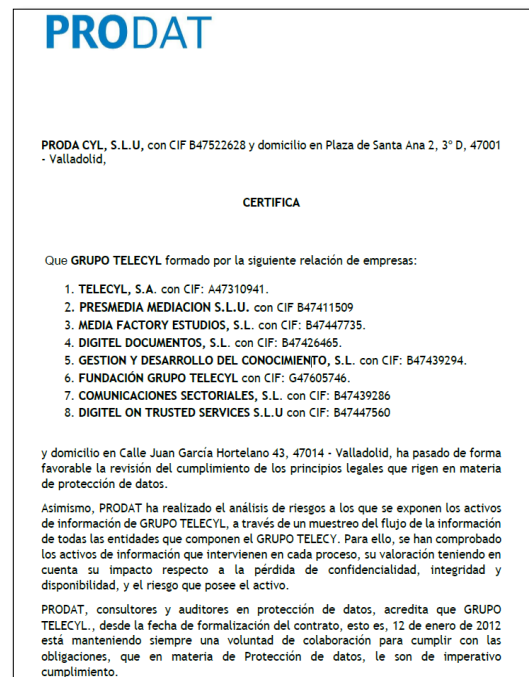 PRODAT
PRODA CYL, S.L.U, con CIF B47522628 y domicilio en Plaza de Santa Ana 2, 3º D, 47001
- Valladolid,
CERTIFICA
Que GRUPO TELECYL formado por la siguiente relación de empresas:
1. TELECYL, S.A. con CIF: A47310941.
2. PRESMEDIA MEDIACION S.L.U. con CIF B47411509
3. MEDIA FACTORY ESTUDIOS, S.L. con CIF: B47447735.
4. DIGITEL DOCUMENTOS, S.L. con CIF: B47426465.
5. GESTION Y DESARROLLO DEL CONOCIMIENTO, S.L. con CIF: B47439294.
6. FUNDACIÓN GRUPO TELECYL con CIF: G47605746.
7. COMUNICACIONES SECTORIALES, S.L. con CIF: B47439286
8. DIGITEL ON TRUSTED SERVICES S.L.U con CIF: B47447560
y domicilio en Calle Juan García Hortelano 43, 47014 - Valladolid, ha pasado de forma
favorable la revisión del cumplimiento de los principios legales que rigen en materia
de protección de datos.
Asimismo, PRODAT ha realizado el análisis de riesgos a los que se exponen los activos
de información de GRUPO TELECYL, a través de un muestreo del flujo de la información
de todas las entidades que componen el GRUPO TELECY. Para ello, se han comprobado
los activos de información que intervienen en cada proceso, su valoración teniendo en
cuenta su impacto respecto a la pérdida de confidencialidad, integridad y
disponibilidad, y el riesgo que posee el activo.
PRODAT, consultores y auditores en protección de datos, acredita que GRUPO
TELECYL., desde la fecha de formalización del contrato, esto es, 12 de enero de 2012
está manteniendo siempre una voluntad de colaboración para cumplir con las
obligaciones, que en materia de Protección de datos, le son de imperativo
cumplimiento.